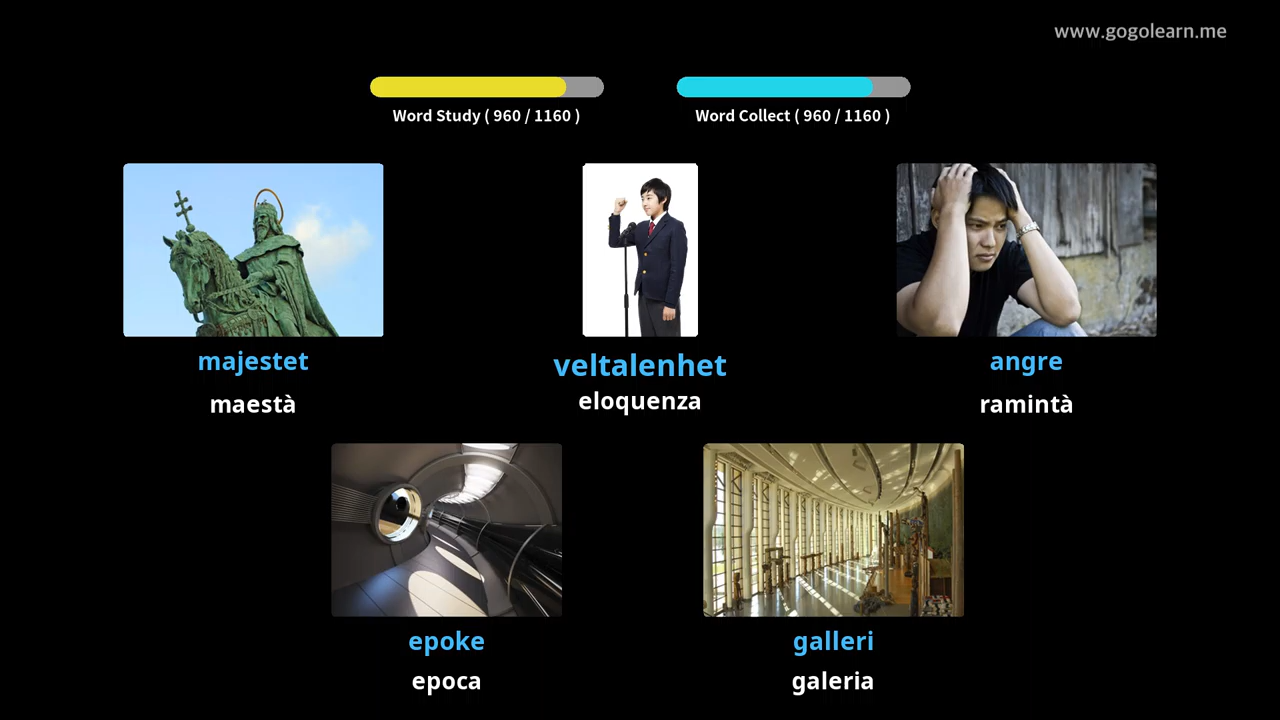 www.gogolearn.me
Word Study ( 960 / 1160 )
Word Collect ( 960 / 1160 )
majestet
maestà
veltalenhet
eloquenza
angre
ramintà
epoke
epoca
galleri
galeria